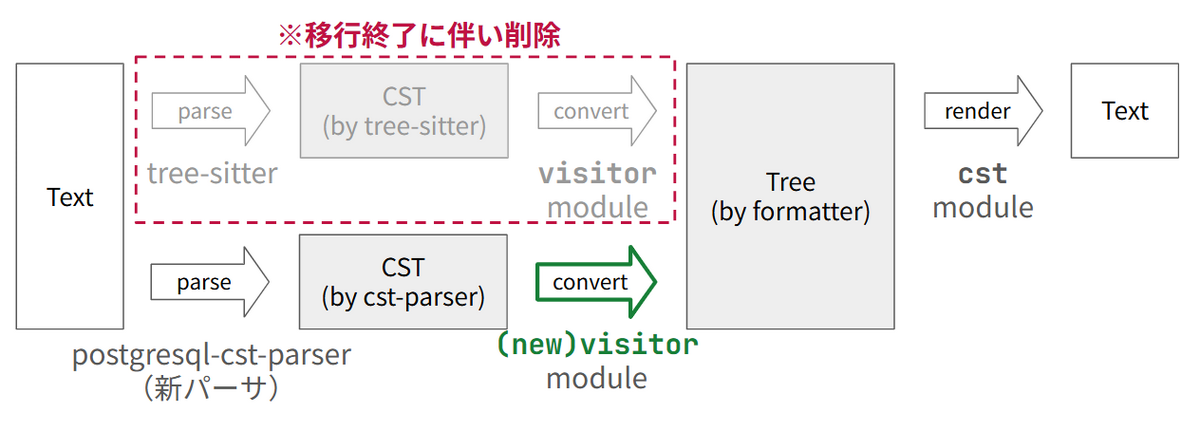 ※移行終了に伴い削除
Text
parse
CST
(by tree-sitter)
convert
tree-sitter
visitor
module
parse
CST
(by cst-parser)
convert
postgresql-cst-parser
（新パーサ）
(new)visitor
module
Tree
(by formatter)
render
cst
module
Text